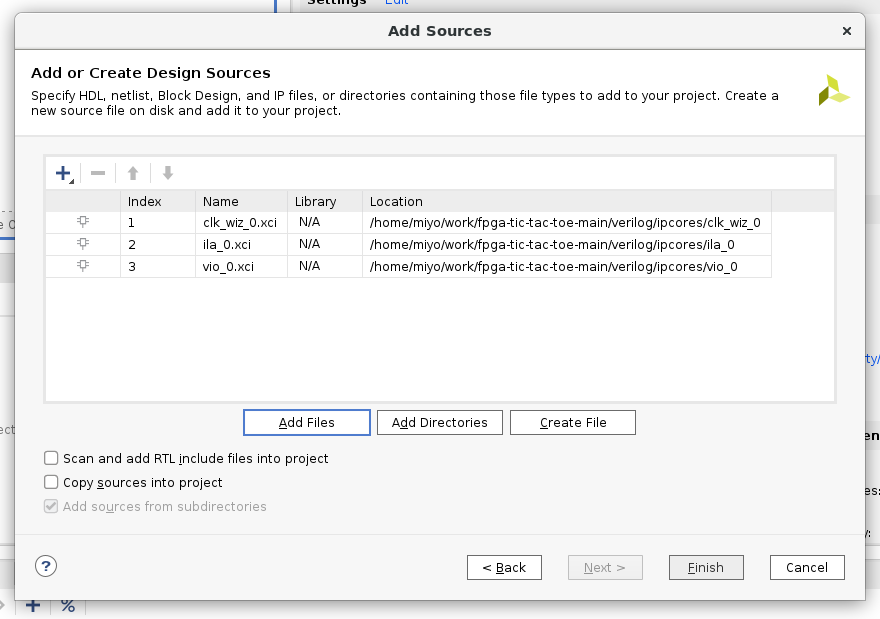 Settings Edit
Add Sources
Add or Create Design Sources
Specify HDL, netlist, Block Design, and IP files, or directories containing those file types to add to your project. Create a
new source file on disk and add it to your project.
Index Name Library Location
1 clk_wiz_0.xci N/A /home/miyo/work/fpga-tic-tac-toe-main/verilog/ipcores/clk_wiz_0
2 ila_0.xci N/A /home/miyo/work/fpga-tic-tac-toe-main/verilog/ipcores/ila_0
3 vio_0.xci N/A /home/miyo/work/fpga-tic-tac-toe-main/verilog/ipcores/vio_0
Add Files Add Directories Create File
Scan and add RTL include files into project
Copy sources into project
Add sources from subdirectories
? < Back Next > Finish Cancel